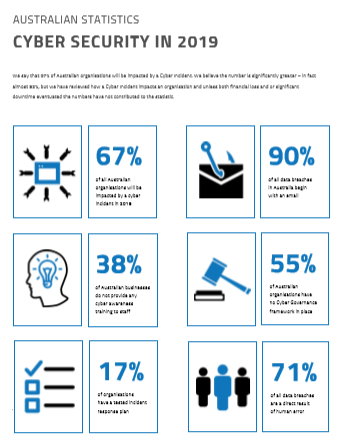 AUSTRALIAN STATISTICS
CYBER SECURITY IN 2019
We say that 67% of Australian organisations will be impacted by a Cyber incident. We believe the number is significantly greater – in fact
almost 90%, but we have reviewed how a Cyber incident impacts an organisation and unless both financial loss and or significant
downtime eventuated the numbers have not contributed to the statistic.
67%
of all Australian
organisations will be
impacted by a cyber
incident in 2019
90%
of all data breaches
in Australia begin
with an email
38%
of all Australian businesses
do not provide any
cyber awareness
training to staff
55%
of Australian
organisations have
no Cyber Governance
framework in place
17%
of organisations
have a tested incident
response plan
71%
of all data breaches
are a direct result
of human error